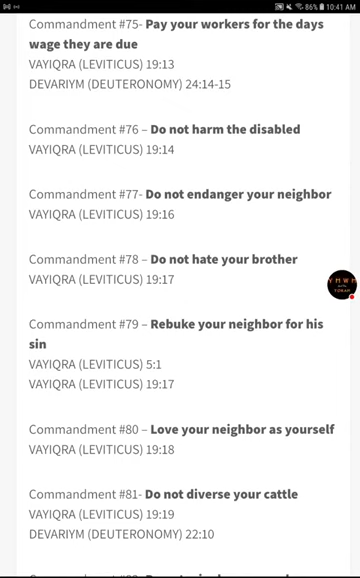 86% 10:41 AM
Commandment #75- Pay your workers for the days
wage they are due
VAYIQRA (LEVITICUS) 19:13
DEVARIYM (DEUTERONOMY) 24:14-15
Commandment #76 – Do not harm the disabled
VAYIQRA (LEVITICUS) 19:14
Commandment #77- Do not endanger your neighbor
VAYIQRA (LEVITICUS) 19:16
Commandment #78 – Do not hate your brother
VAYIQRA (LEVITICUS) 19:17
Commandment #79 – Rebuke your neighbor for his
sin
VAYIQRA (LEVITICUS) 5:1
VAYIQRA (LEVITICUS) 19:17
Commandment #80 – Love your neighbor as yourself
VAYIQRA (LEVITICUS) 19:18
Commandment #81- Do not diverse your cattle
VAYIQRA (LEVITICUS) 19:19
DEVARIYM (DEUTERONOMY) 22:10